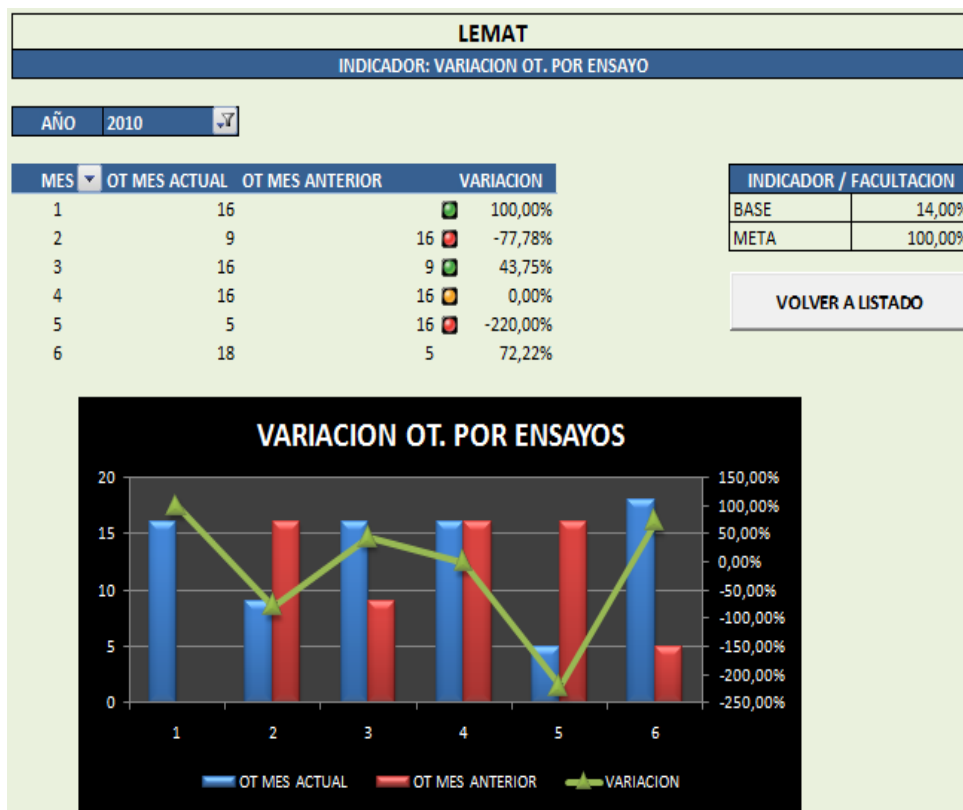 LEMAT
INDICADOR: VARIACION OT. POR ENSAYO
AÑO 2010
MES OT MES ACTUAL OT MES ANTERIOR VARIACION
1 16 100,00%
2 9 16 -77,78%
3 16 9 43,75%
4 16 16 0,00%
5 5 16 -220,00%
6 18 5 72,22%
INDICADOR / FACULTACION
BASE 14,00%
META 100,00%
VOLVER A LISTADO
VARIACION OT. POR ENSAYOS
20 150,00%
100,00%
15 50,00%
0,00%
10 -50,00%
-100,00%
5 -150,00%
-200,00%
0 -250,00%
1 2 3 4 5 6
OT MES ACTUAL OT MES ANTERIOR VARIACION